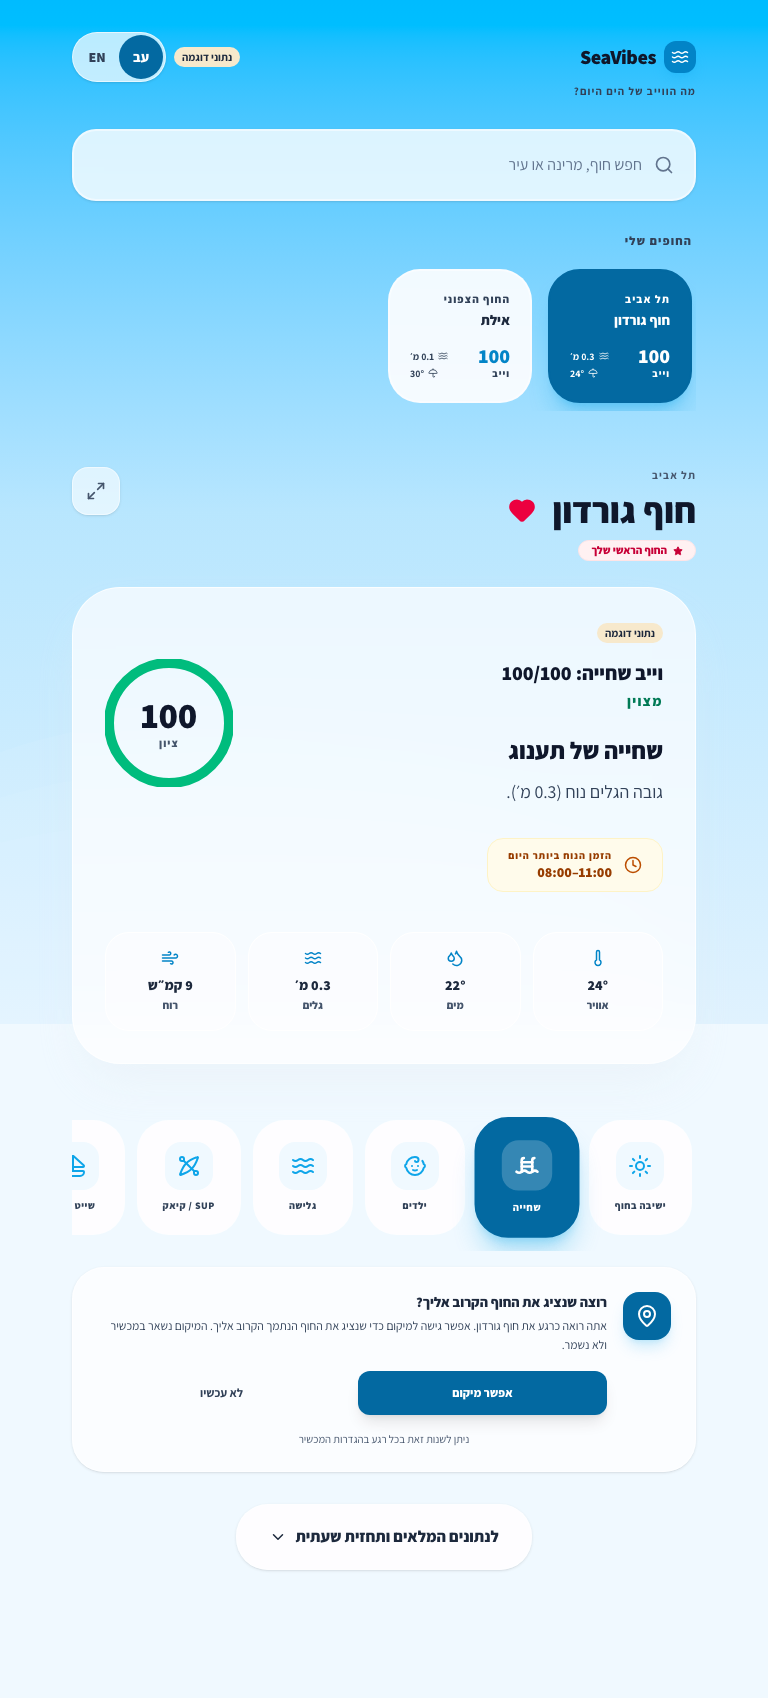 SeaVibes
נתוני דוגמה
עב
EN
מה הווייב של הים היום?
חפש חוף, מרינה או עיר
החופים שלי
תל אביב
חוף גורדון
100
וייב
0.3 מ׳
24°
החוף הצפוני
אילת
100
וייב
0.1 מ׳
30°
תל אביב
חוף גורדון
החוף הראשי שלך
נתוני דוגמה
וייב שחייה: 100/100
מצוין
100
ציון
שחייה של תענוג
גובה הגלים נוח (0.3 מ׳).
הזמן הנוח ביותר היום
08:00–11:00
24°
אוויר
22°
מים
0.3 מ׳
גלים
9 קמ״ש
רוח
ישיבה בחוף
שחייה
ילדים
גלישה
SUP / קיאק
שייט
רוצה שנציג את החוף הקרוב אליך?
אתה רואה כרגע את חוף גורדון. אפשר גישה למיקום כדי שנציג את החוף הנתמך הקרוב אליך. המיקום נשאר במכשיר
ולא נשמר.
אפשר מיקום
לא עכשיו
ניתן לשנות זאת בכל רגע בהגדרות המכשיר
לנתונים המלאים ותחזית שעתית